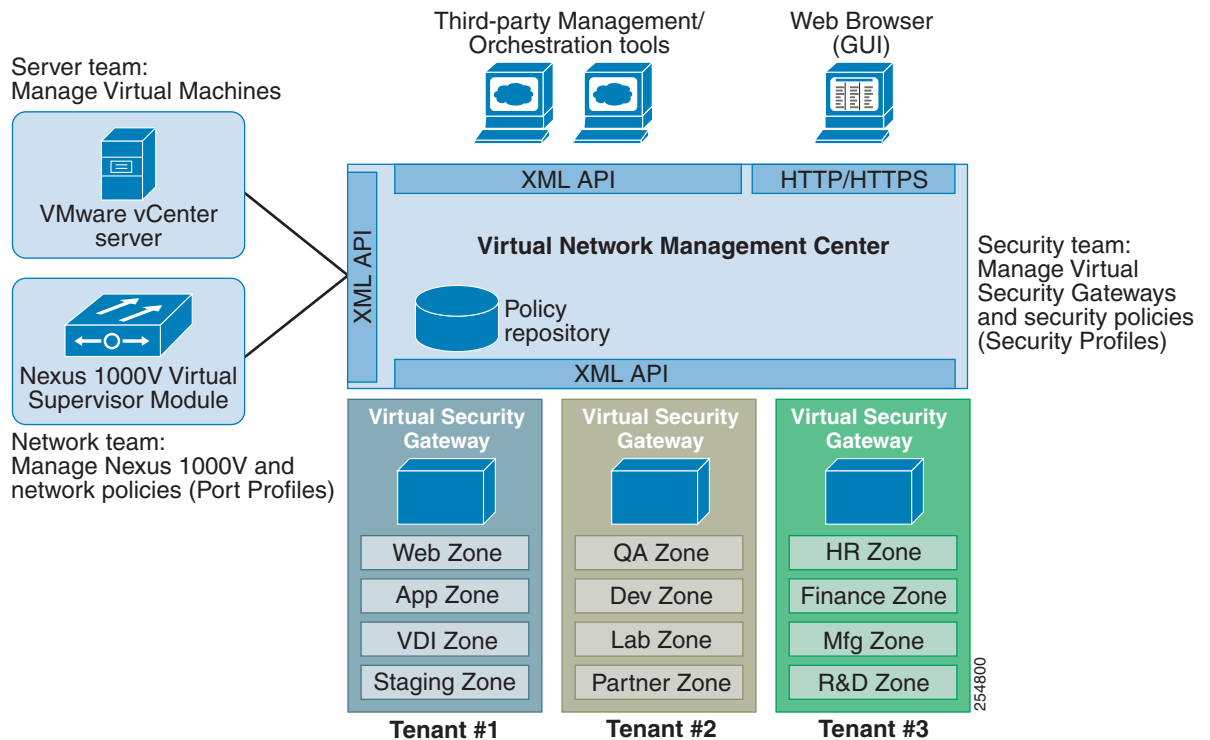 Third-party Management/
Orchestration tools
Web Browser
(GUI)
Server team:
Manage Virtual Machines
VMware vCenter
server
Nexus 1000V Virtual
Supervisor Module
Network team:
Manage Nexus 1000V and
network policies (Port Profiles)
XML API
XML API
HTTP/HTTPS
Virtual Network Management Center
Policy
repository
XML API
Security team:
Manage Virtual
Security Gateways
and security policies
(Security Profiles)
Virtual Security
Gateway
Web Zone
App Zone
VDI Zone
Staging Zone
Tenant #1
Virtual Security
Gateway
QA Zone
Dev Zone
Lab Zone
Partner Zone
Tenant #2
Virtual Security
Gateway
HR Zone
Finance Zone
Mfg Zone
R&D Zone
Tenant #3
254800